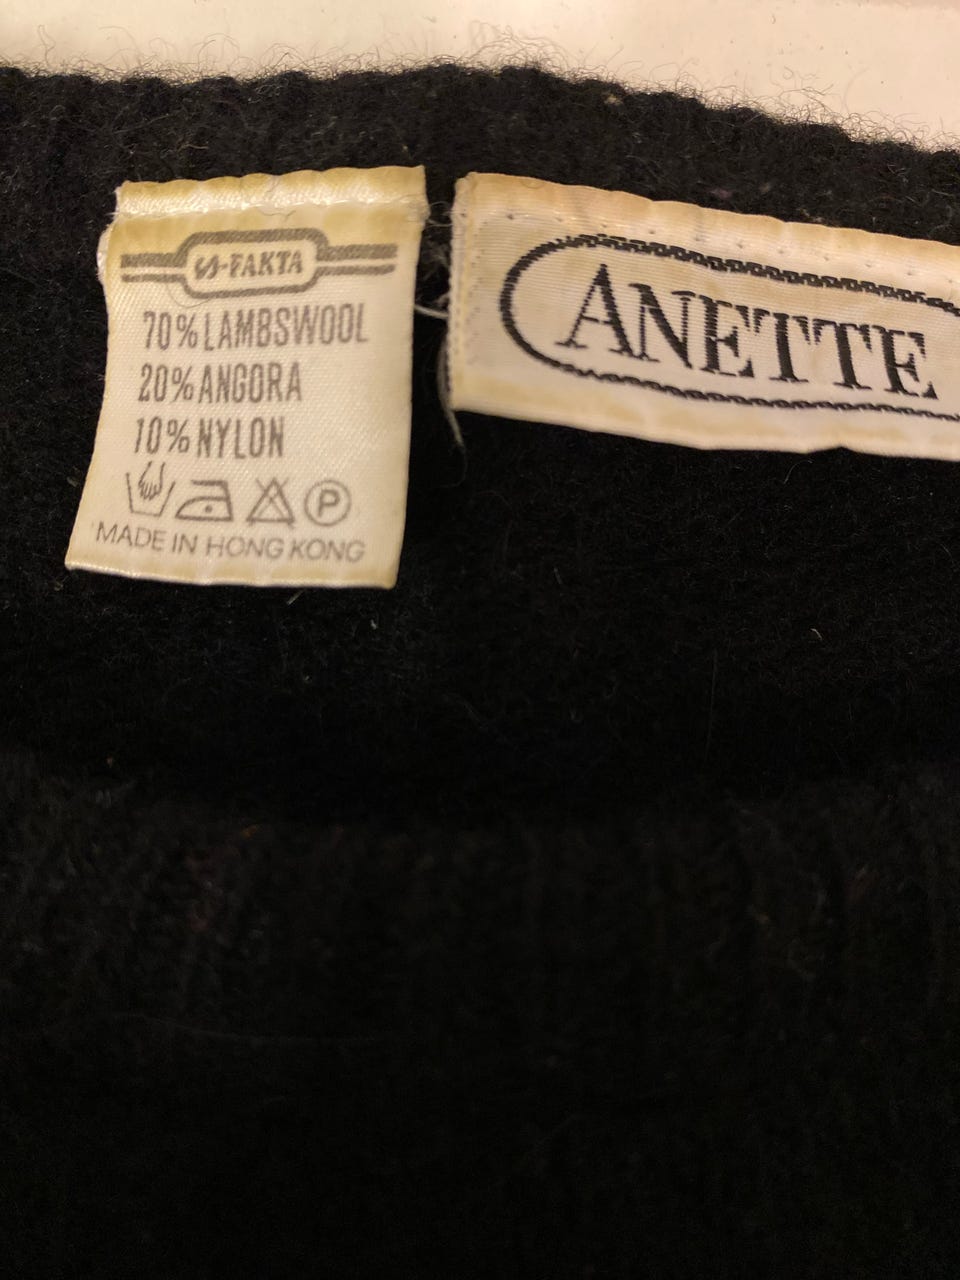 S-FAKTA
70% LAMBSWOOL
20% ANGORA
10% NYLON
P
MADE IN HONG KONG
ANETTE